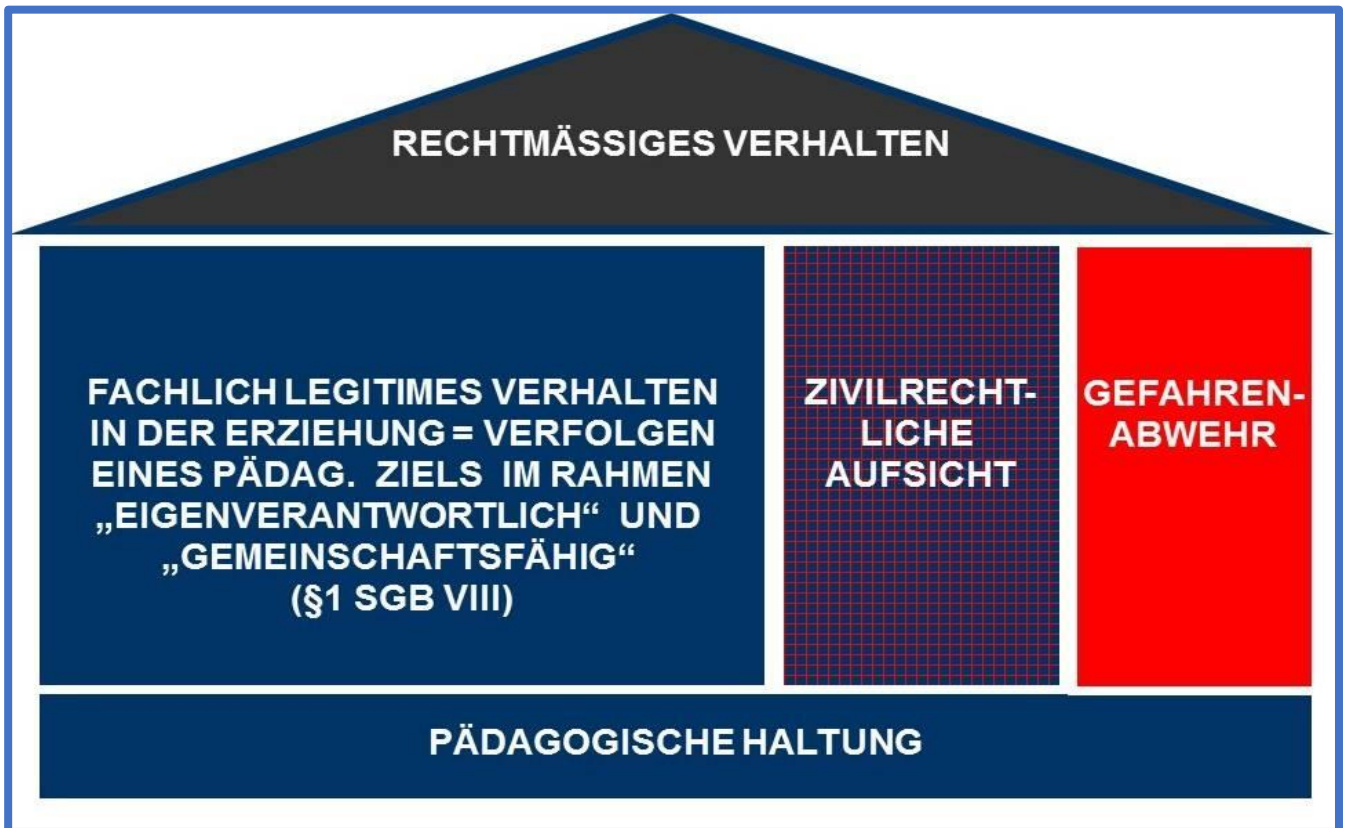 RECHTMÄSSIGES VERHALTEN
FACHLICH LEGITIMES VERHALTEN
IN DER ERZIEHUNG = VERFOLGEN
EINES PÄDAG. ZIELS IM RAHMEN
„EIGENVERANTWORTLICH“ UND
„GEMEINSCHAFTSFÄHIG“
(§1 SGB VIII)
ZIVILRECHT-
LICHE
AUFSICHT
GEFAHREN-
ABWEHR
PÄDAGOGISCHE HALTUNG